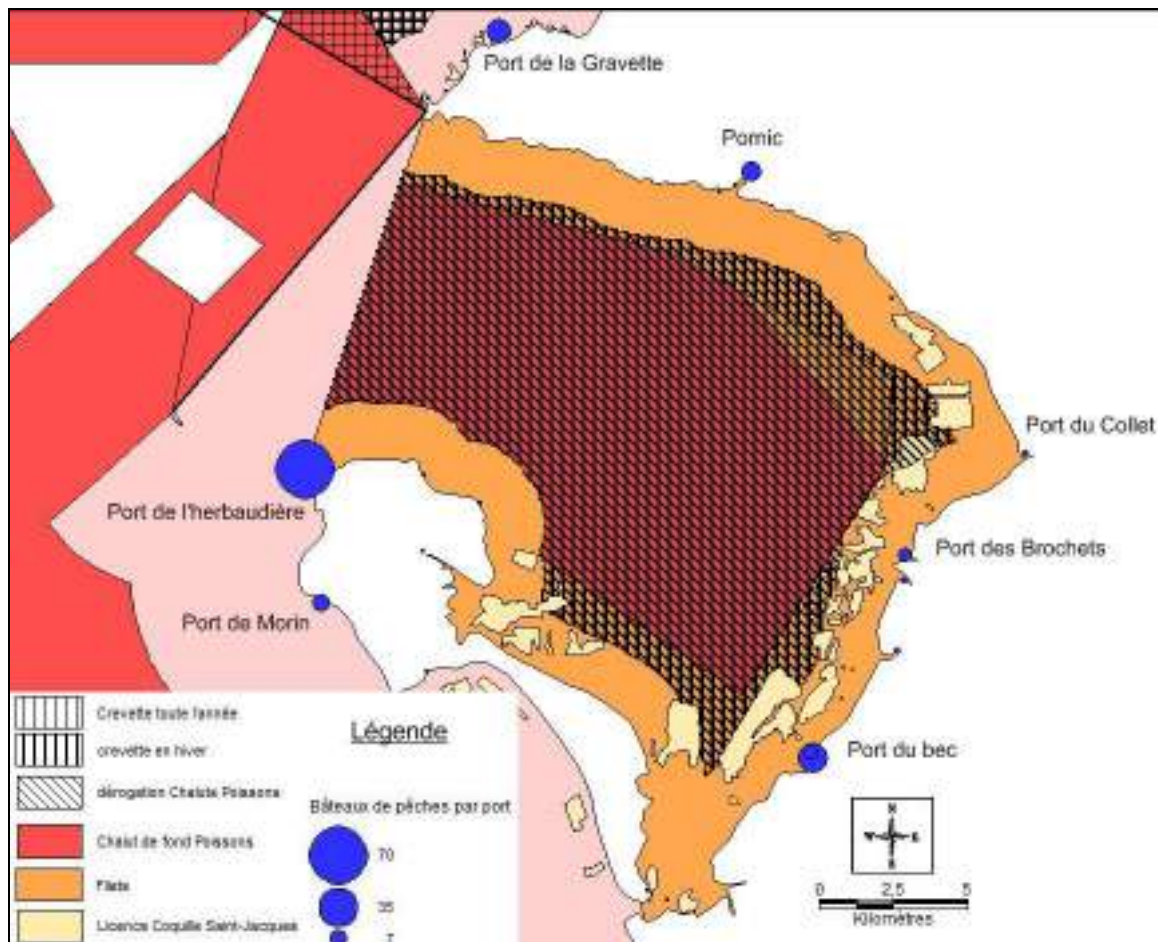 Port de la Gravette
Pornic
Port du Collet
Port de l'herbaudière
Port des Brochets
Port de Morin
Port du bec
Légende
Crevette toute l'année
crevette en hiver
dérogation Chaluts Poissons
Chalut de fond Poissons
Filets
Licence Coquille Saint-Jacques
Bâteaux de pêches par port
70
35
7
N
W E
S
0 2,5 5
Kilomètres